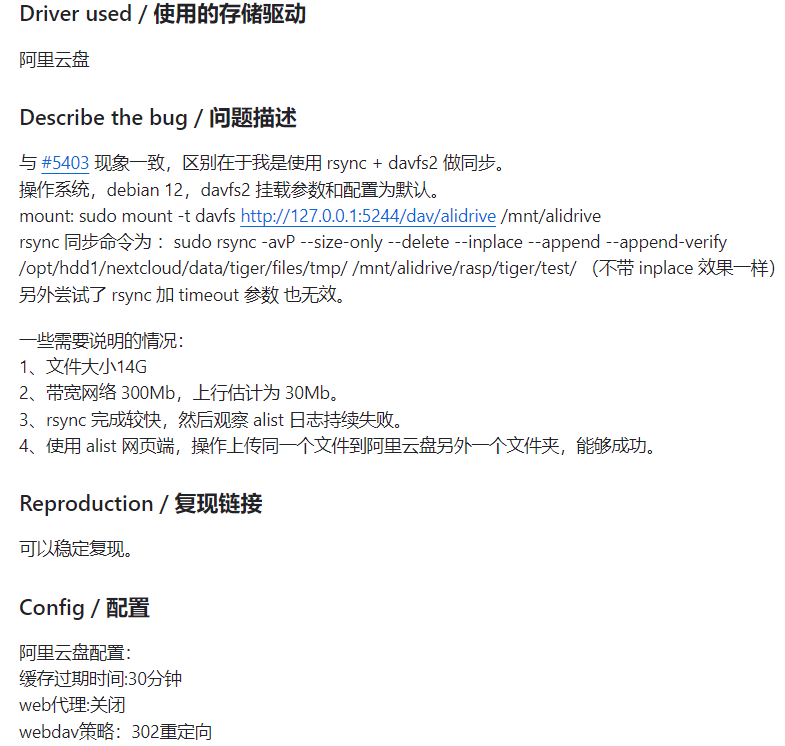 Driver used / 使用的存储驱动
阿里云盘
Describe the bug / 问题描述
与 #5403 现象一致，区别在于我是使用 rsync + davfs2 做同步。
操作系统，debian 12，davfs2 挂载参数和配置为默认。
mount: sudo mount -t davfs http://127.0.0.1:5244/dav/alidrive /mnt/alidrive
rsync 同步命令为 ：sudo rsync -avP --size-only --delete --inplace --append --append-verify
/opt/hdd1/nextcloud/data/tiger/files/tmp/ /mnt/alidrive/rasp/tiger/test/ （不带 inplace 效果一样）
另外尝试了 rsync 加 timeout 参数 也无效。
一些需要说明的情况：
1、文件大小14G
2、带宽网络 300Mb，上行估计为 30Mb。
3、rsync 完成较快，然后观察 alist 日志持续失败。
4、使用 alist 网页端，操作上传同一个文件到阿里云盘另外一个文件夹，能够成功。
Reproduction / 复现链接
可以稳定复现。
Config / 配置
阿里云盘配置：
缓存过期时间:30分钟
web代理:关闭
webdav策略：302重定向